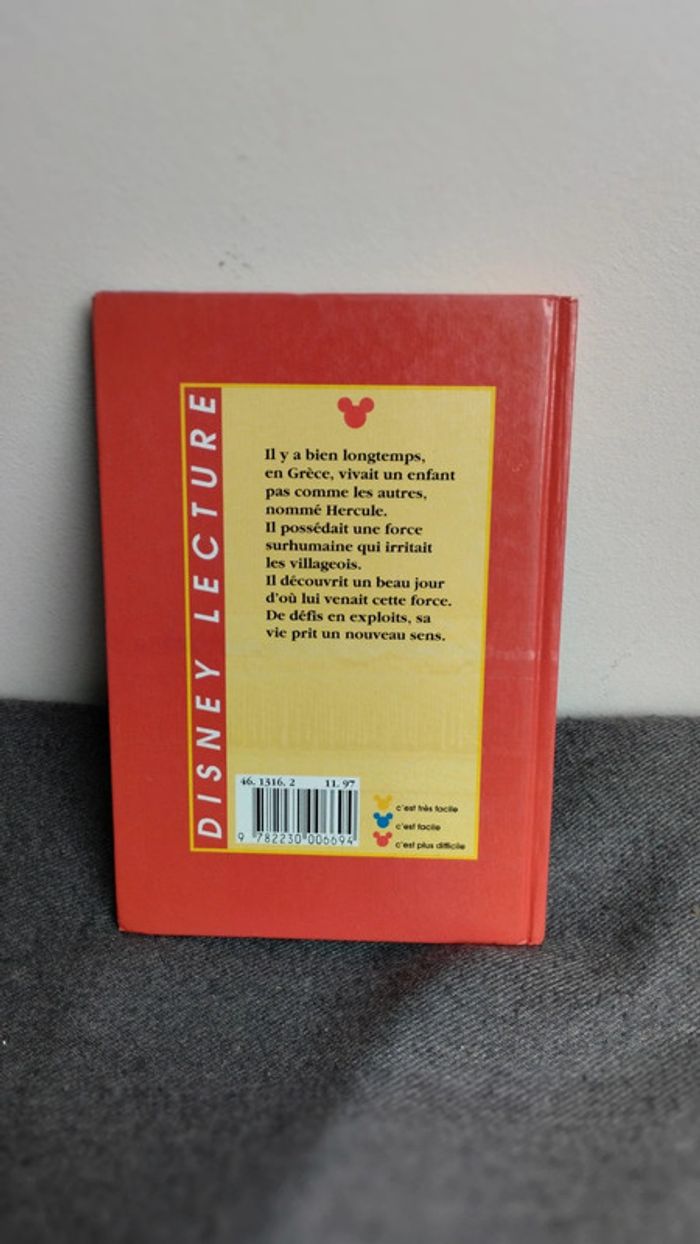 DISNEY LECTURE
Il y a bien longtemps,
en Grèce, vivait un enfant
pas comme les autres,
nommé Hercule.
Il possédait une force
surhumaine qui irritait
les villageois.
Il découvrit un beau jour
d'où lui venait cette force.
De défis en exploits, sa
vie prit un nouveau sens.
46. 1316. 2 11. 97
9 782230 006694
c'est très facile
c'est facile
c'est plus difficile